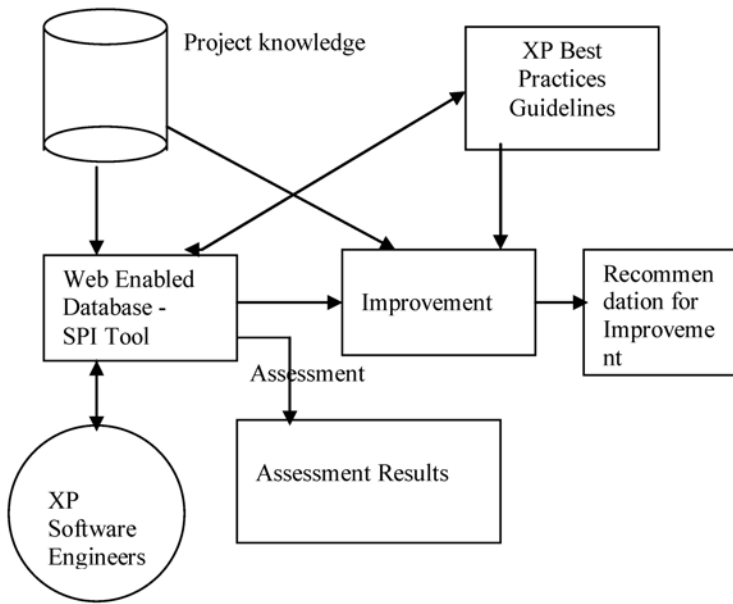 Project knowledge
XP Best
Practices
Guidelines
Web Enabled
Database -
SPI Tool
Improvement
Recommen
dation for
Improveme
nt
Assessment
Assessment Results
XP
Software
Engineers